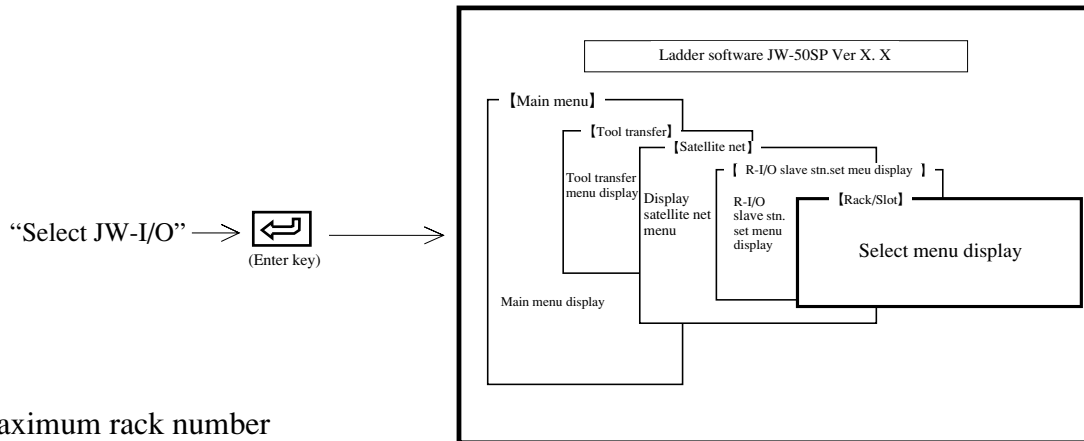 Ladder software JW-50SP Ver X. X
【Main menu】
【Tool transfer】
【Satellite net】
【 R-I/O slave stn.set meu display 】
Tool transfer
menu display
Display
satellite net
menu
R-I/O
slave stn.
set menu
display
【Rack/Slot】
Select menu display
“Select JW-I/O”
(Enter key)
Main menu display
aximum rack number